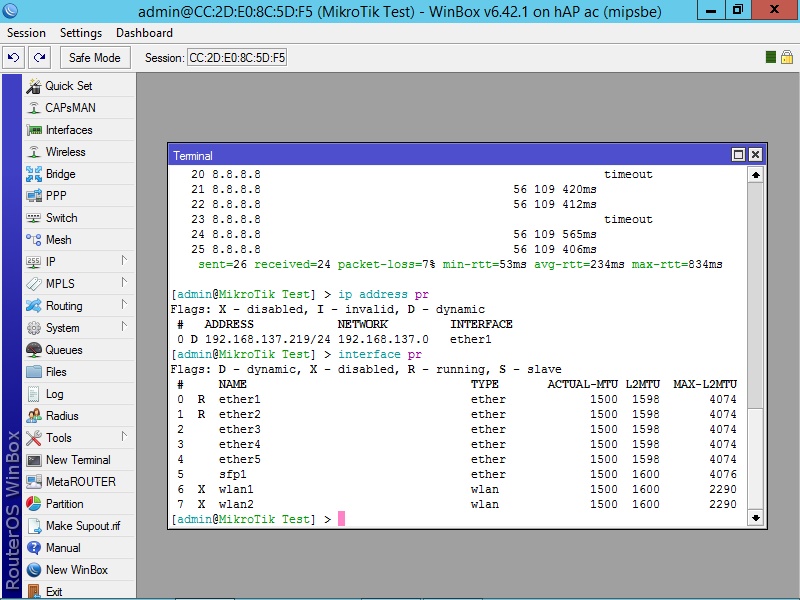 admin@CC:2D:E0:8C:5D:F5 (MikroTik Test) - WinBox v6.42.1 on hAP ac (mipsbe)
Session Settings Dashboard
Safe Mode Session: CC:2D:E0:8C:5D:F5
Quick Set
CAPsMAN
Interfaces
Wireless
Bridge
PPP
Switch
Mesh
IP
MPLS
Routing
System
Queues
Files
Log
Radius
Tools
New Terminal
MetaROUTER
Partition
Make Supout.rif
Manual
New WinBox
Exit
RouterOS WinBox
Terminal
20 8.8.8.8 timeout
21 8.8.8.8 56 109 420ms
22 8.8.8.8 56 109 412ms
23 8.8.8.8 timeout
24 8.8.8.8 56 109 565ms
25 8.8.8.8 56 109 406ms
sent=26 received=24 packet-loss=7% min-rtt=53ms avg-rtt=234ms max-rtt=834ms
[admin@MikroTik Test] > ip address pr
Flags: X - disabled, I - invalid, D - dynamic
# ADDRESS NETWORK INTERFACE
0 D 192.168.137.219/24 192.168.137.0 ether1
[admin@MikroTik Test] > interface pr
Flags: D - dynamic, X - disabled, R - running, S - slave
# NAME TYPE ACTUAL-MTU L2MTU MAX-L2MTU
0 R ether1 ether 1500 1598 4074
1 R ether2 ether 1500 1598 4074
2 ether3 ether 1500 1598 4074
3 ether4 ether 1500 1598 4074
4 ether5 ether 1500 1598 4074
5 sfp1 ether 1500 1600 4076
6 X wlan1 wlan 1500 1600 2290
7 X wlan2 wlan 1500 1600 2290
[admin@MikroTik Test] >